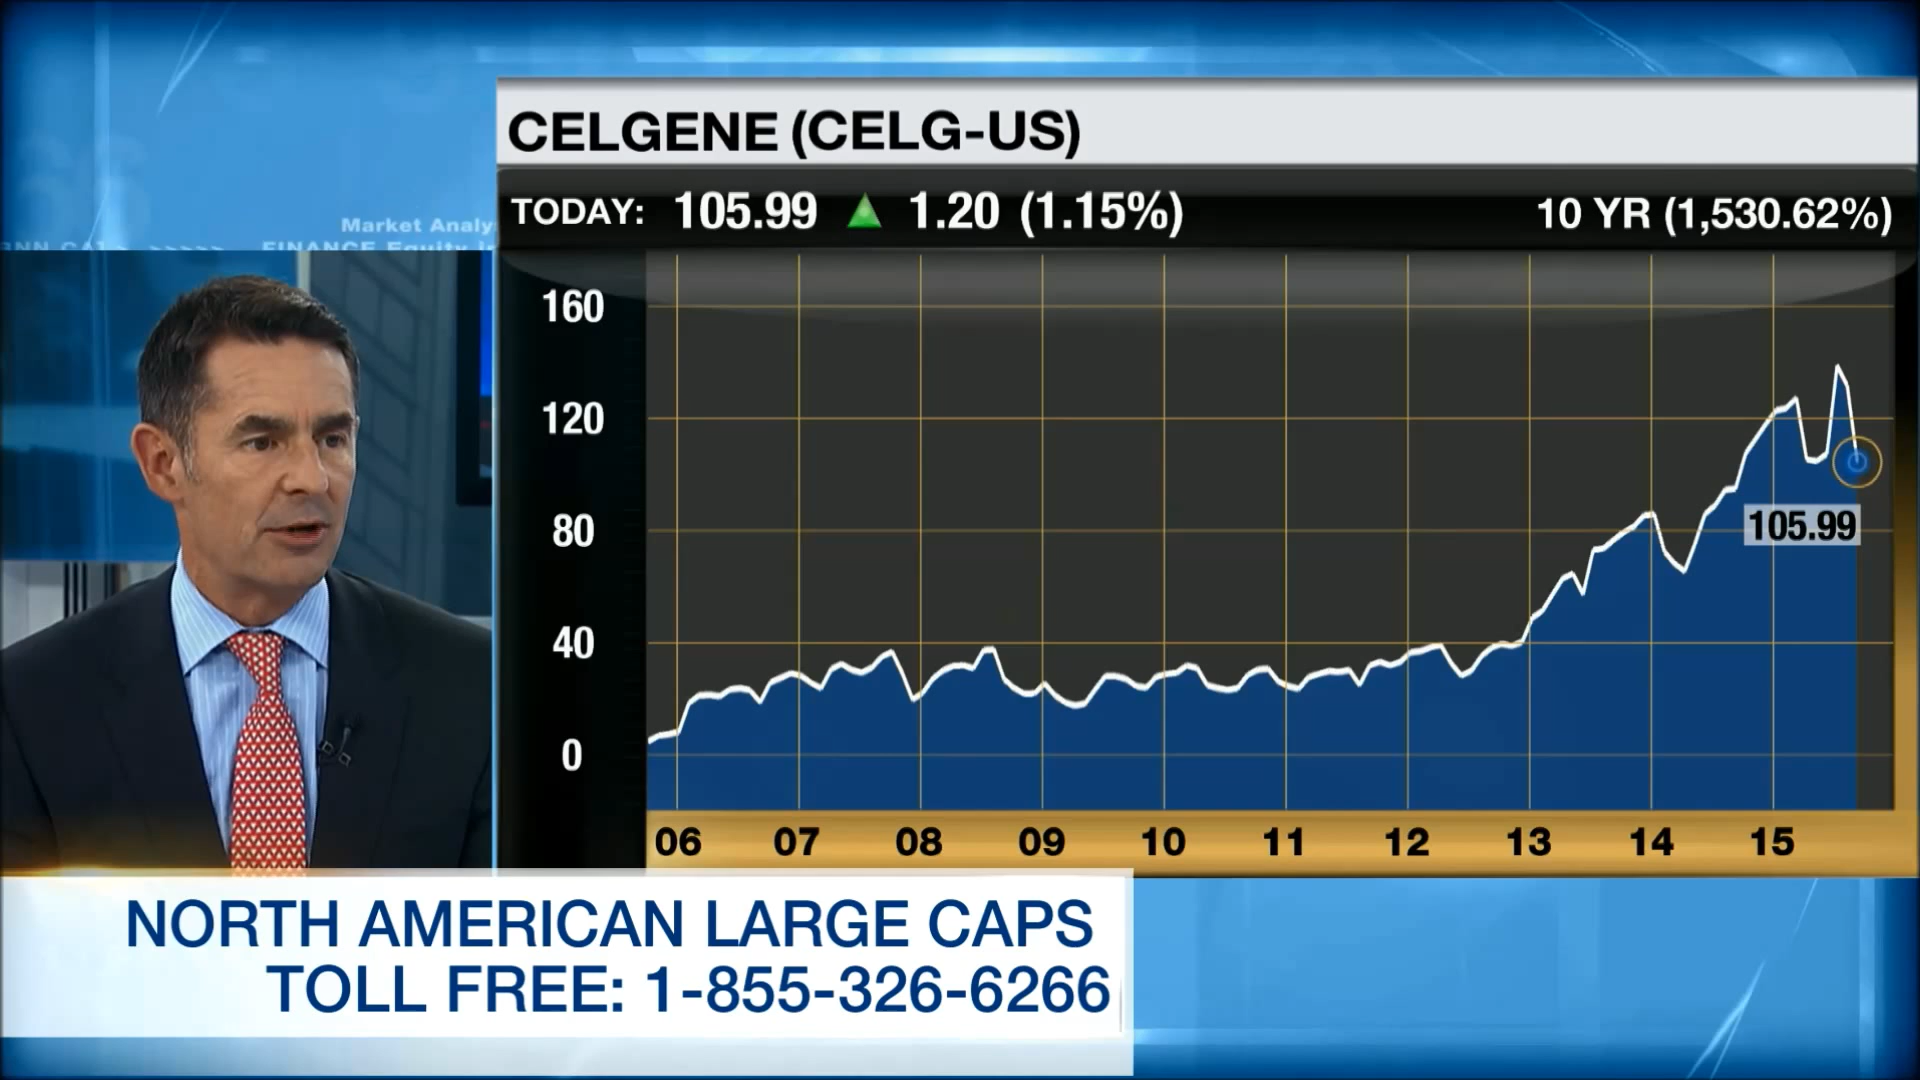 CELGENE (CELG-US)
TODAY: 105.99 ▲ 1.20 (1.15%) 10 YR (1,530.62%)
Market Analy
FINANCE Equity
160
120
80
40
0
105.99
06 07 08 09 10 11 12 13 14 15
NORTH AMERICAN LARGE CAPS
TOLL FREE: 1-855-326-6266